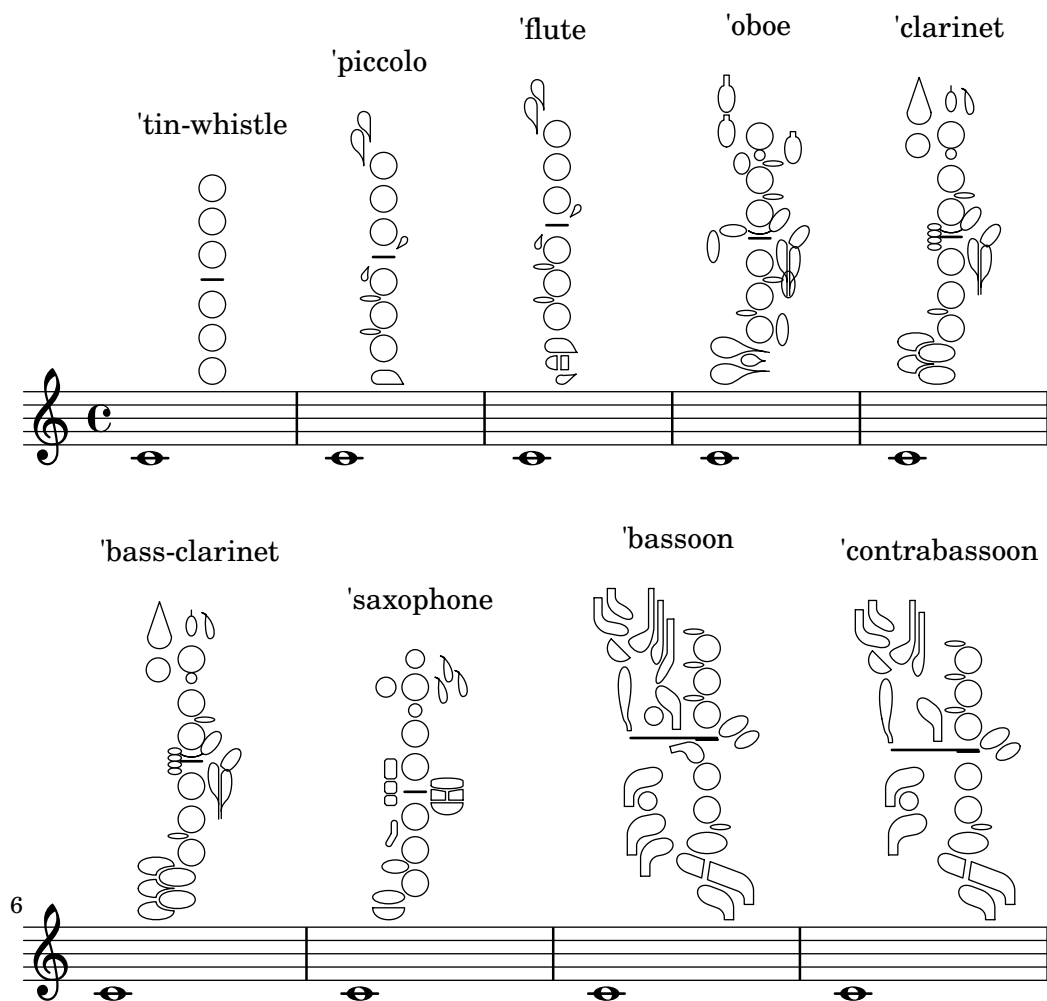 'tin-whistle
'piccolo
'flute
'oboe
'clarinet
'bass-clarinet
'saxophone
'bassoon
'contrabassoon
6